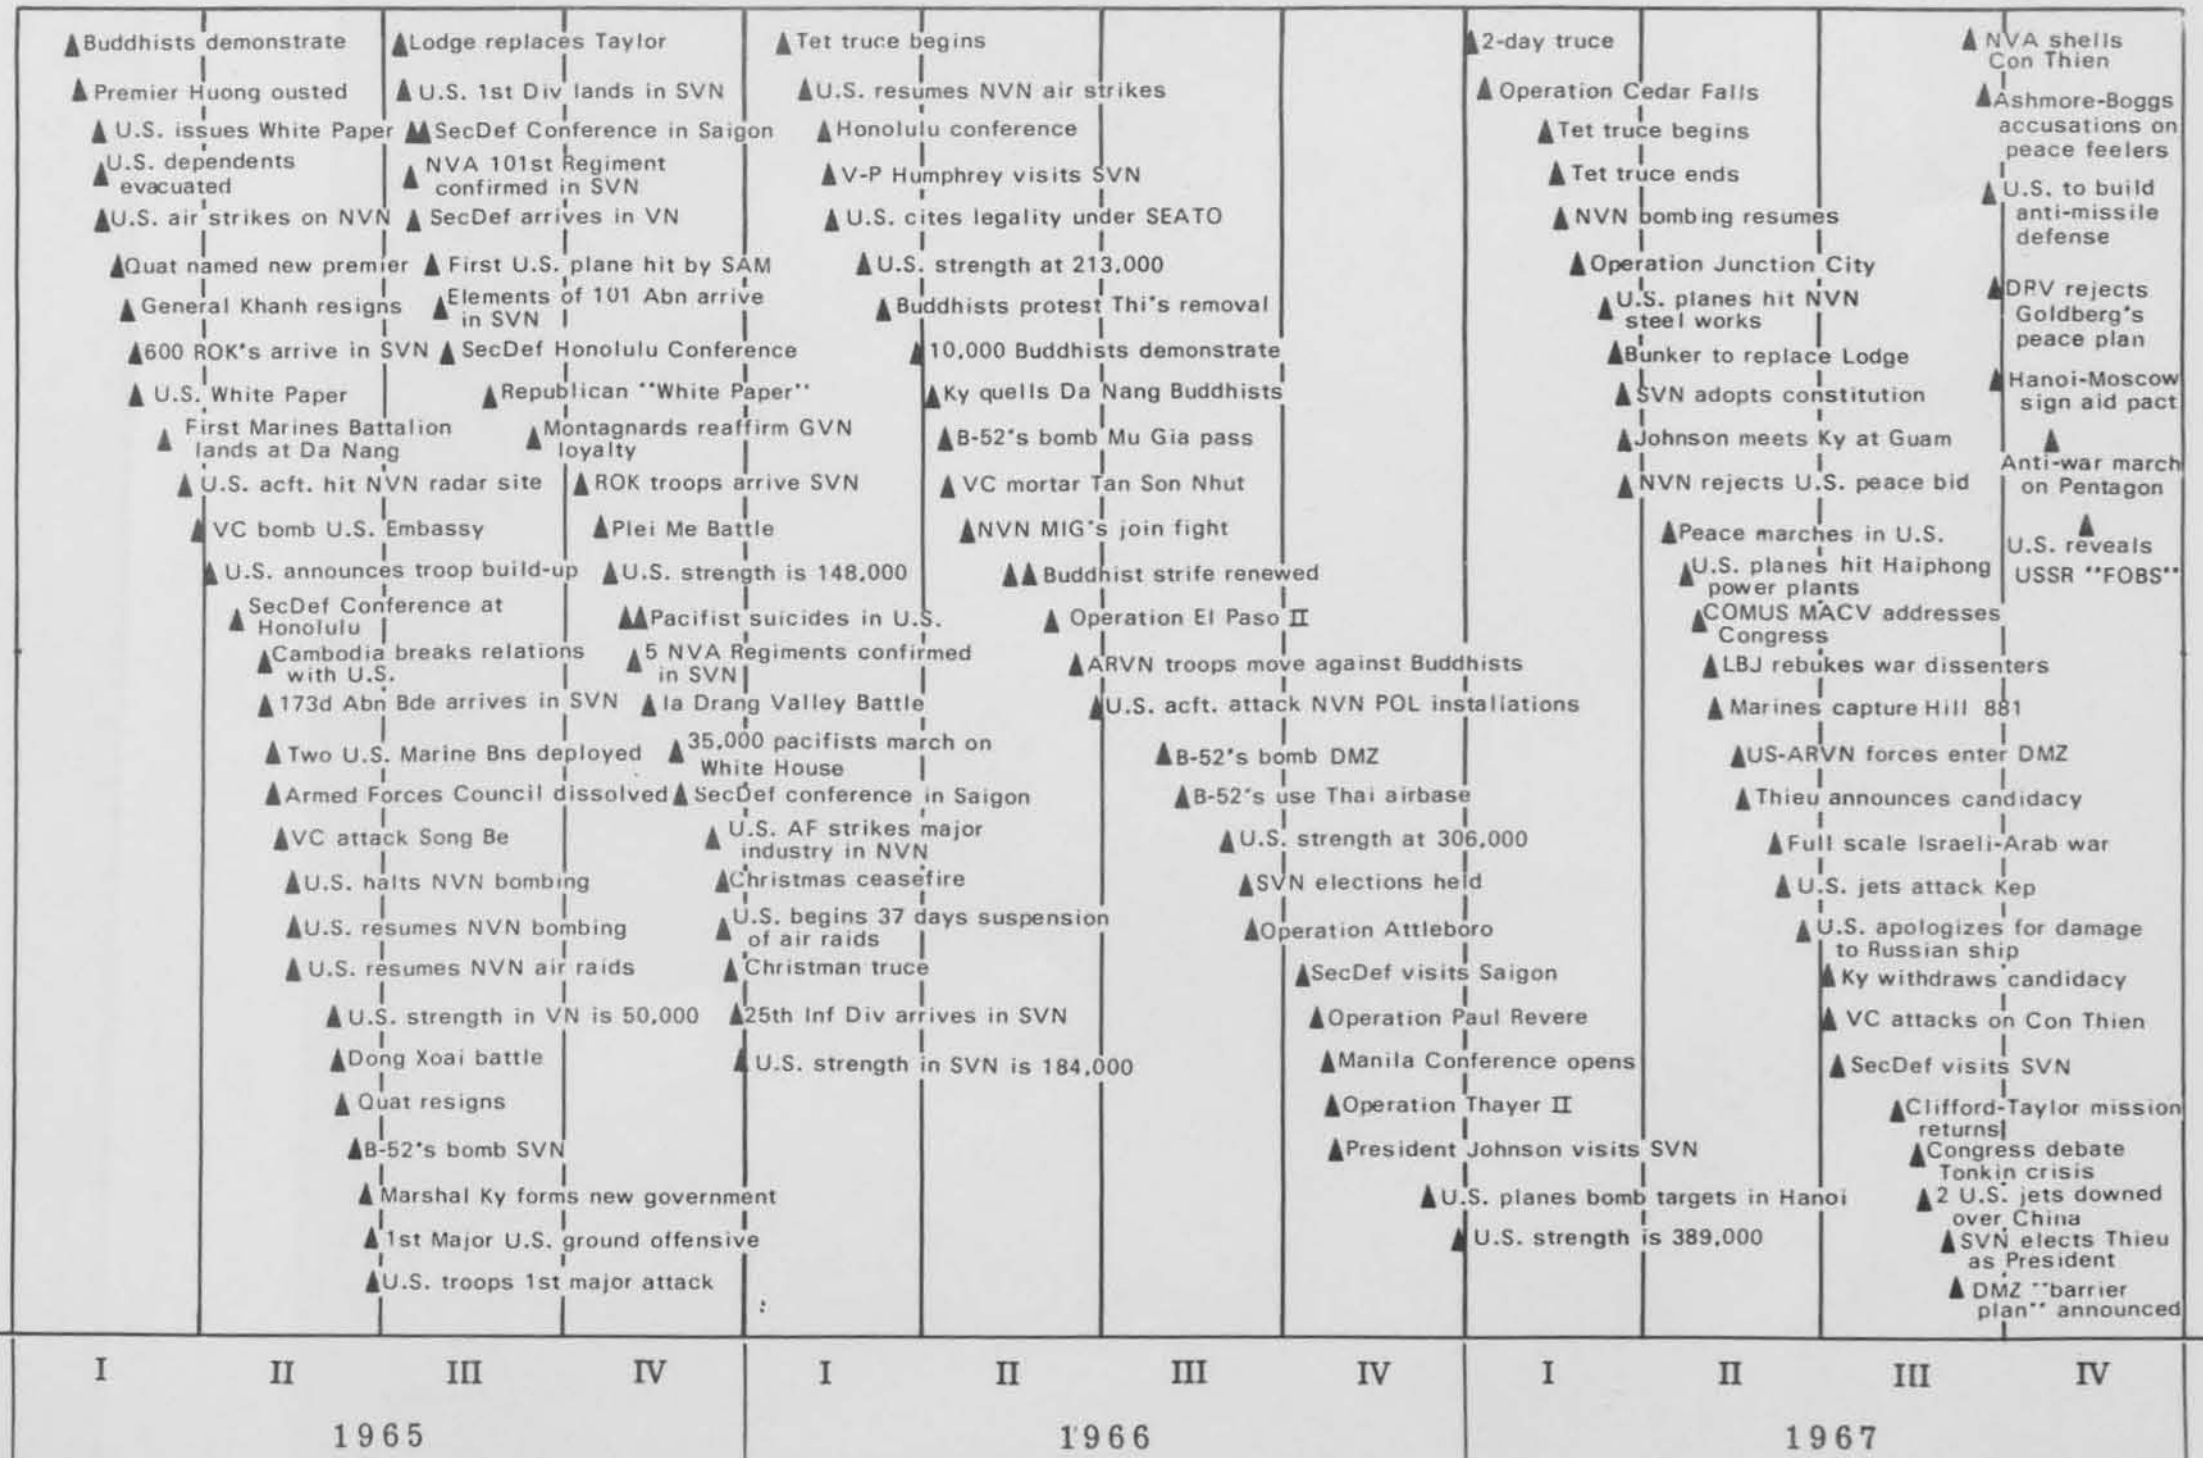 Buddhists demonstrate
Premier Huong ousted
U.S. issues White Paper
U.S. dependents
evacuated
U.S. air strikes on NVN
Quat named new premier
General Khanh resigns
600 ROK's arrive in SVN
U.S. White Paper
First Marines Battalion
lands at Da Nang
U.S. acft. hit NVN radar site
VC bomb U.S. Embassy
U.S. announces troop build-up
SecDef Conference at
Honolulu
Cambodia breaks relations
with U.S.
173d Abn Bde arrives in SVN
Two U.S. Marine Bns deployed
Armed Forces Council dissolved
VC attack Song Be
U.S. halts NVN bombing
U.S. resumes NVN bombing
U.S. resumes NVN air raids
U.S. strength in VN is 50,000
Dong Xoai battle
Quat resigns
B-52's bomb SVN
Marshal Ky forms new government
1st Major U.S. ground offensive
U.S. troops 1st major attack
Lodge replaces Taylor
U.S. 1st Div lands in SVN
SecDef Conference in Saigon
NVA 101st Regiment
confirmed in SVN
SecDef arrives in VN
First U.S. plane hit by SAM
Elements of 101 Abn arrive
in SVN
SecDef Honolulu Conference
Republican "White Paper"
Montagnards reaffirm GVN
loyalty
ROK troops arrive SVN
Plei Me Battle
U.S. strength is 148,000
Pacifist suicides in U.S.
5 NVA Regiments confirmed
in SVN
Ia Drang Valley Battle
35,000 pacifists march on
White House
SecDef conference in Saigon
U.S. AF strikes major
industry in NVN
Christmas ceasefire
U.S. begins 37 days suspension
of air raids
Christman truce
25th Inf Div arrives in SVN
U.S. strength in SVN is 184,000
Tet truce begins
U.S. resumes NVN air strikes
Honolulu conference
V-P Humphrey visits SVN
U.S. cites legality under SEATO
U.S. strength at 213,000
Buddhists protest Thi's removal
10,000 Buddhists demonstrate
Ky quells Da Nang Buddhists
B-52's bomb Mu Gia pass
VC mortar Tan Son Nhut
NVN MIG's join fight
Buddhist strife renewed
Operation El Paso II
ARVN troops move against Buddhists
U.S. acft. attack NVN POL installations
B-52's bomb DMZ
B-52's use Thai airbase
U.S. strength at 306,000
SVN elections held
Operation Attleboro
SecDef visits Saigon
Operation Paul Revere
Manila Conference opens
Operation Thayer II
President Johnson visits SVN
U.S. planes bomb targets in Hanoi
U.S. strength is 389,000
2-day truce
Operation Cedar Falls
Tet truce begins
Tet truce ends
NVN bombing resumes
Operation Junction City
U.S. planes hit NVN
steel works
Bunker to replace Lodge
SVN adopts constitution
Johnson meets Ky at Guam
NVN rejects U.S. peace bid
Peace marches in U.S.
U.S. planes hit Haiphong
power plants
COMUS MACV addresses
Congress
LBJ rebukes war dissenters
Marines capture Hill 881
US-ARVN forces enter DMZ
Thieu announces candidacy
Full scale Israeli-Arab war
U.S. jets attack Kep
U.S. apologizes for damage
to Russian ship
Ky withdraws candidacy
VC attacks on Con Thien
SecDef visits SVN
Clifford-Taylor mission
returns
Congress debate
Tonkin crisis
2 U.S. jets downed
over China
SVN elects Thieu
as President
DMZ "barrier
plan" announced
NVA shells
Con Thien
Ashmore-Boggs
accusations on
peace feelers
U.S. to build
anti-missile
defense
DRV rejects
Goldberg's
peace plan
Hanoi-Moscow
sign aid pact
Anti-war march
on Pentagon
U.S. reveals
USSR "FOBS"
I II III IV I II III IV I II III IV
1965 1966 1967